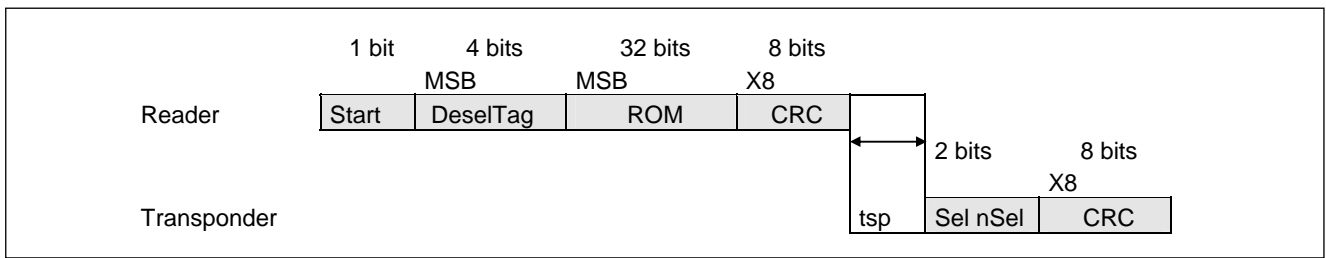 1 bit 4 bits 32 bits 8 bits
MSB MSB X8
Reader Start DeselTag ROM CRC
2 bits 8 bits
X8
Transponder tsp Sel nSel CRC